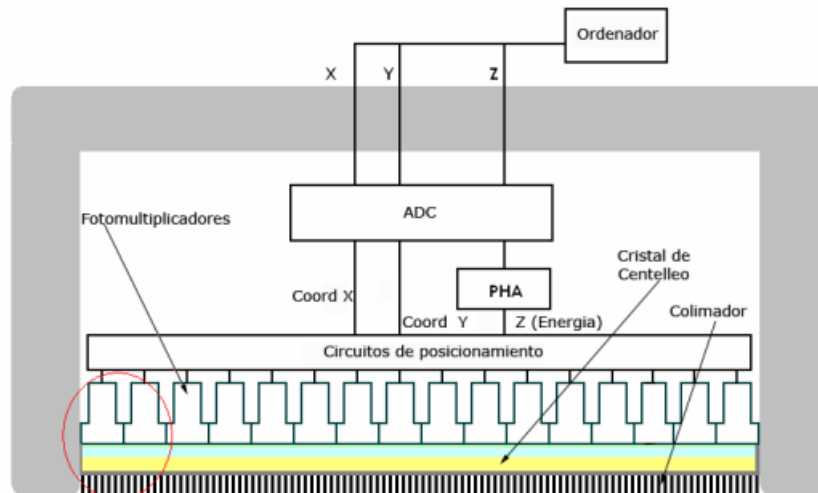 Ordenador
X
Y
Z
ADC
Fotomultiplicadores
Cristal de
Centelleo
PHA
Coord X
Colimador
Coord Y
Z (Energia)
Circuitos de posicionamiento